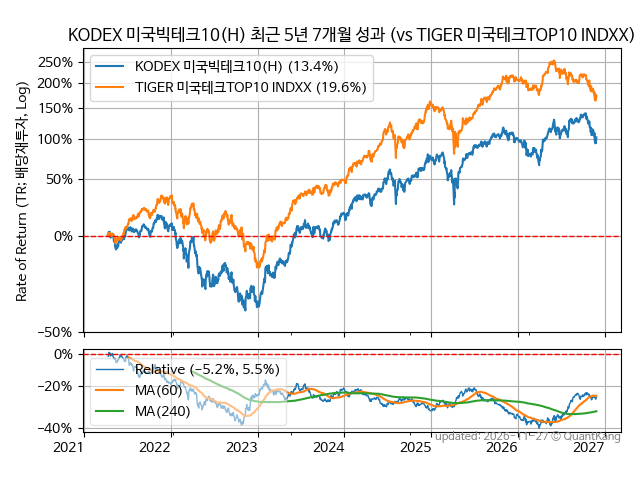 KODEX 미국빅테크10(H) 최근 5년 7개월 성과 (vs TIGER 미국테크TOP10 INDXX)
Rate of Return (TR: 배당재투자, Log)
250%
200%
150%
100%
50%
0%
−50%
KODEX 미국빅테크10(H) (13.4%)
TIGER 미국테크TOP10 INDXX (19.6%)
0%
−20%
−40%
Relative (−5.2%, 5.5%)
MA(60)
MA(240)
2021 2022 2023 2024 2025 2026 2027
© QuantKang